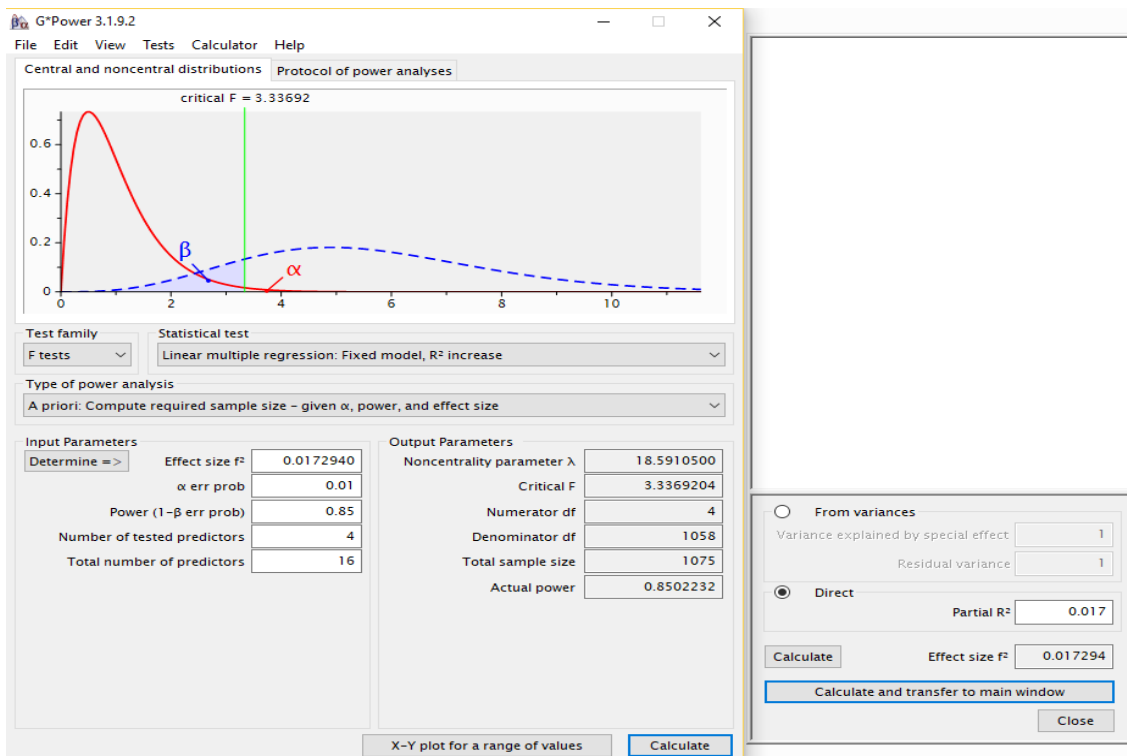 G*Power 3.1.9.2
File Edit View Tests Calculator Help
Central and noncentral distributions Protocol of power analyses
critical F = 3.33692
0.6
0.4
0.2
0
β
α
0 2 4 6 8 10
Test family Statistical test
F tests Linear multiple regression: Fixed model, R² increase
Type of power analysis
A priori: Compute required sample size – given α, power, and effect size
Input Parameters
Determine => Effect size f² 0.0172940
α err prob 0.01
Power (1-β err prob) 0.85
Number of tested predictors 4
Total number of predictors 16
Output Parameters
Noncentrality parameter λ 18.5910500
Critical F 3.3369204
Numerator df 4
Denominator df 1058
Total sample size 1075
Actual power 0.8502232
X-Y plot for a range of values Calculate
From variances
Variance explained by special effect 1
Residual variance 1
Direct
Partial R² 0.017
Calculate Effect size f² 0.017294
Calculate and transfer to main window
Close